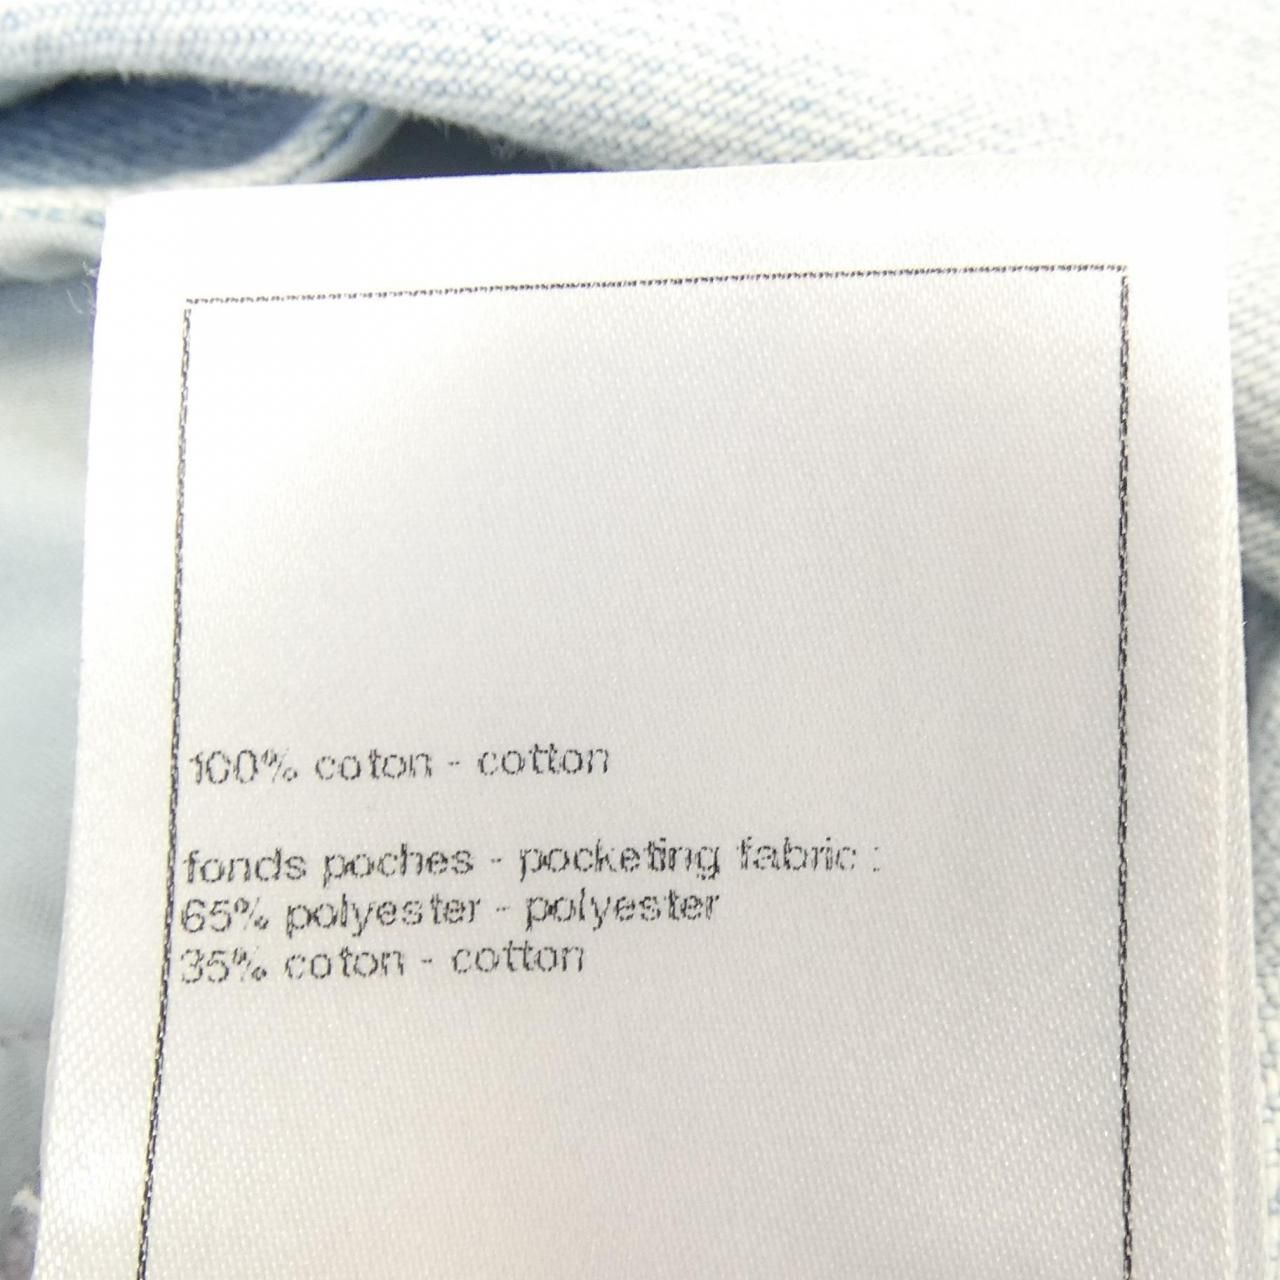 100% coton - cotton
fonds poches - pocketing fabric :
65% polyester - polyester
35% coton - cotton